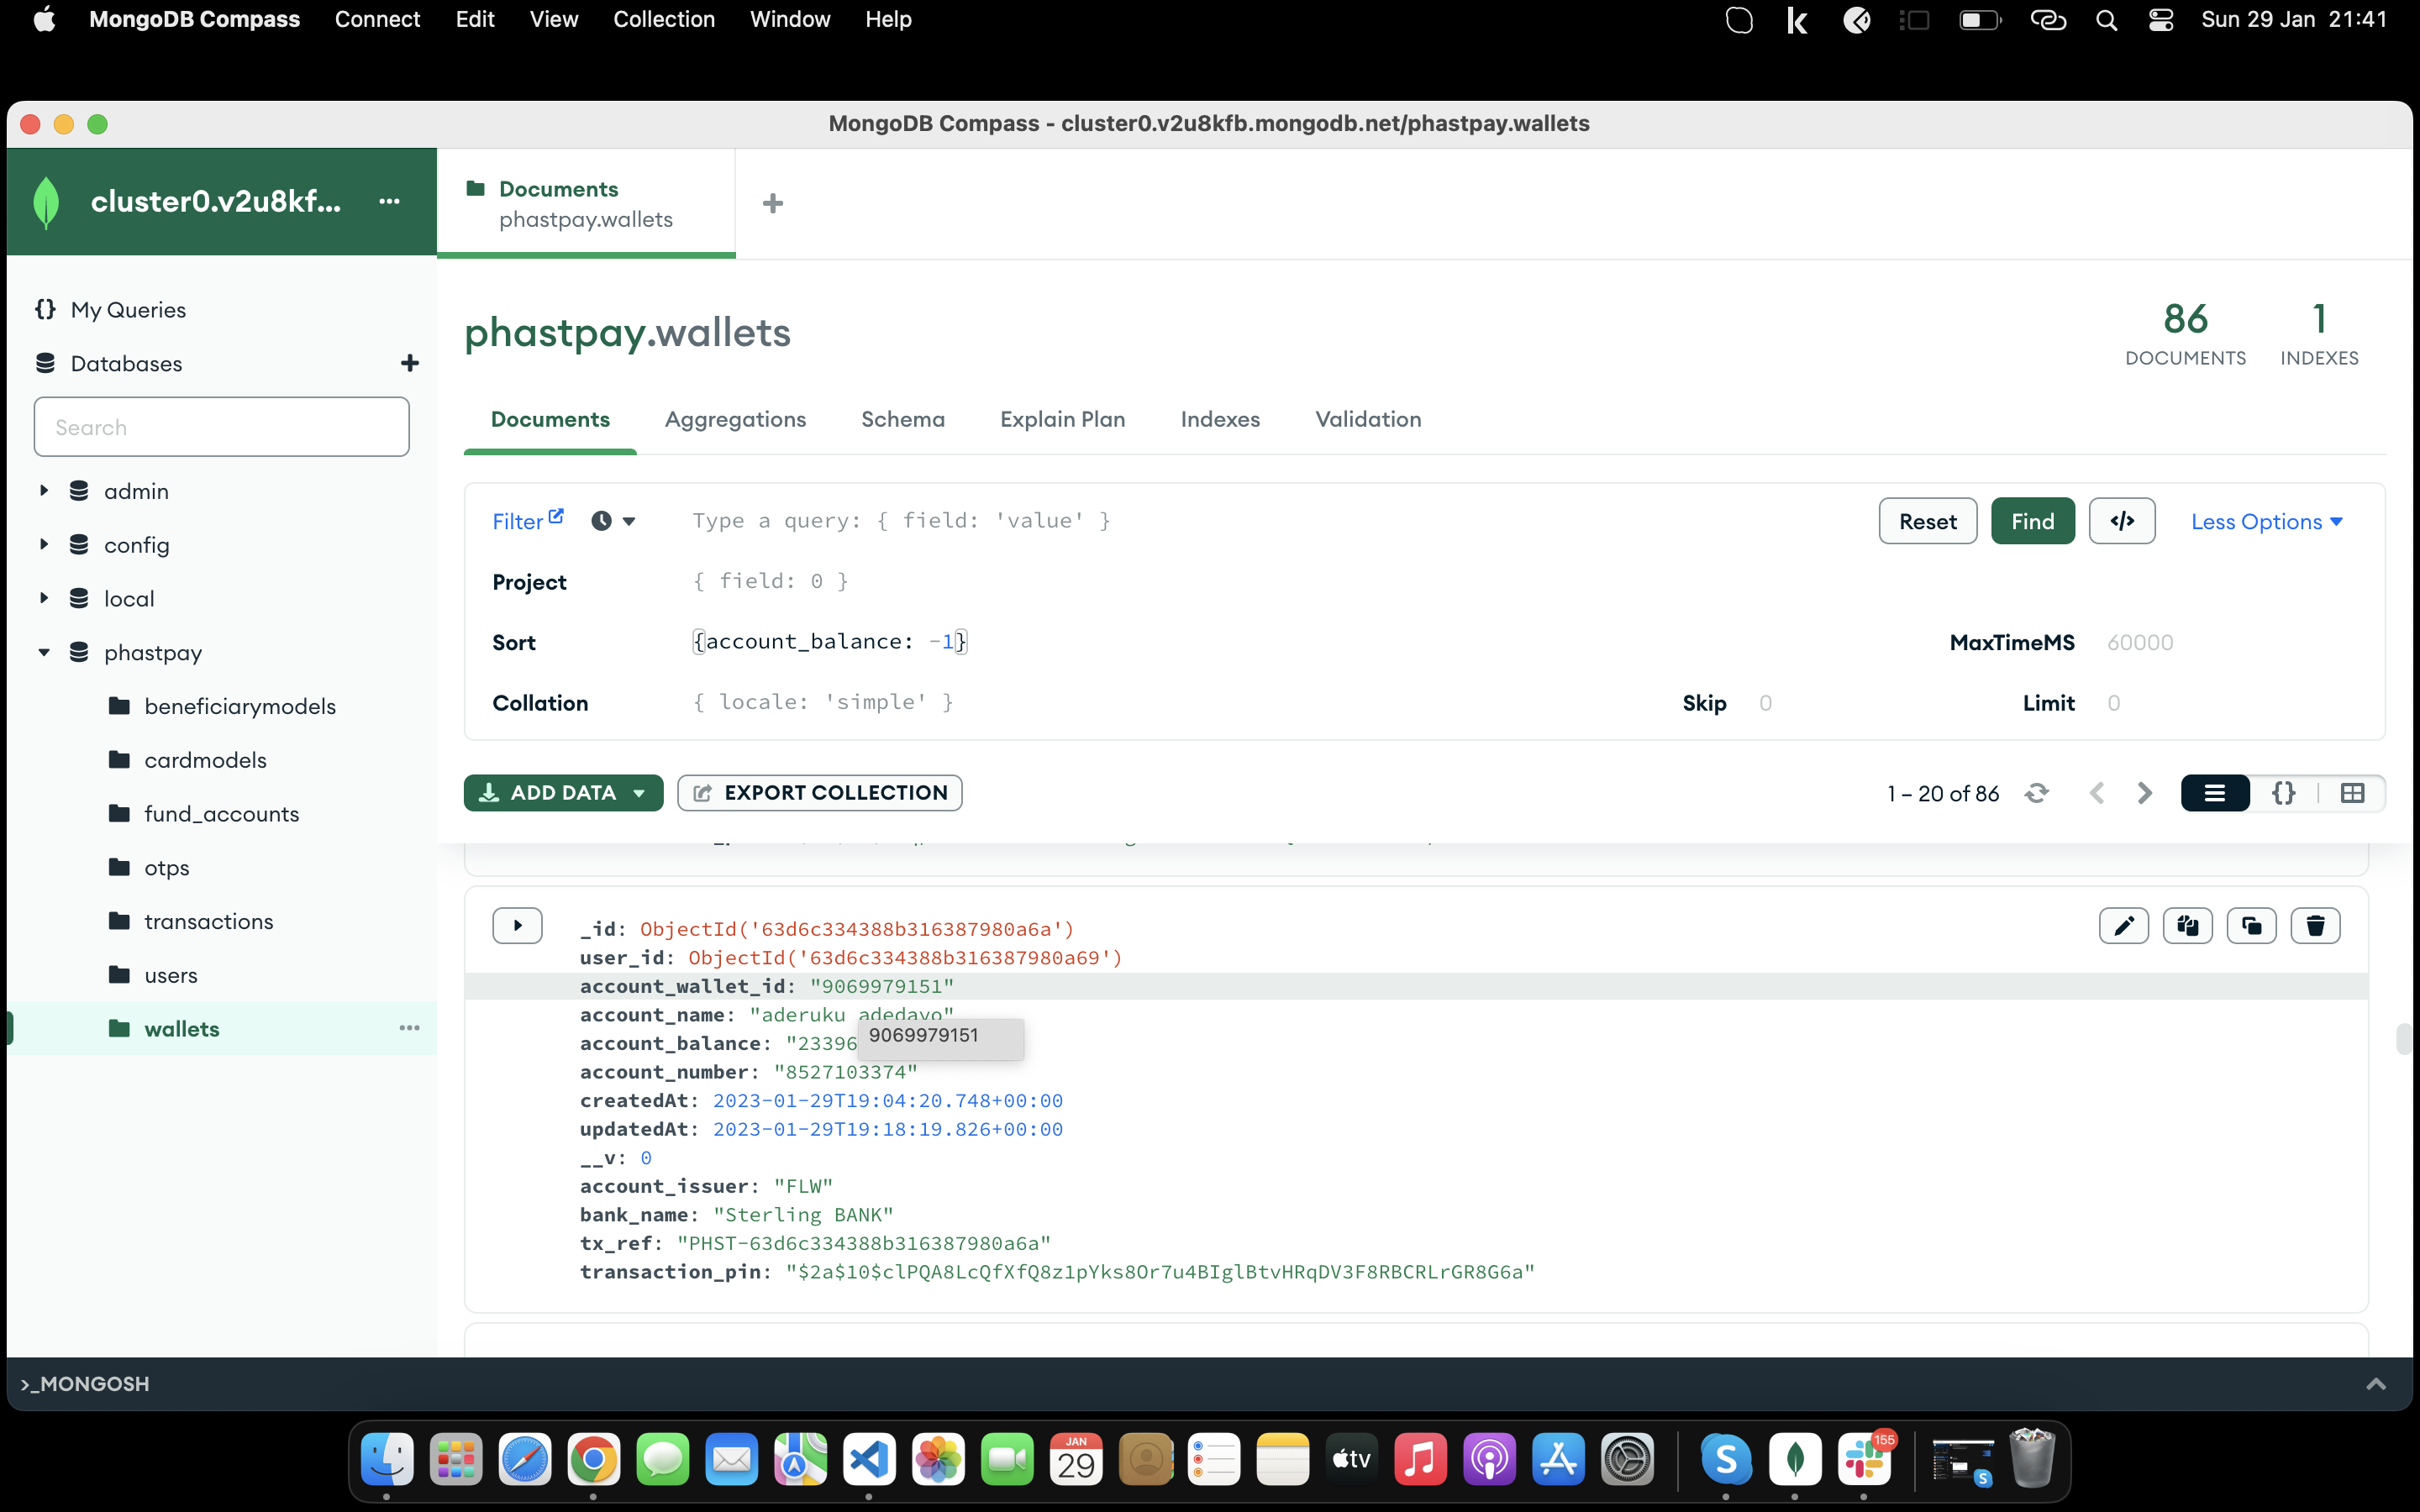 MongoDB Compass Connect Edit View Collection Window Help Sun 29 Jan 21:41
MongoDB Compass - cluster0.v2u8kfb.mongodb.net/phastpay.wallets
cluster0.v2u8kf... ...
Documents
phastpay.wallets
+
My Queries
Databases +
Search
admin
config
local
phastpay
beneficiarymodels
cardmodels
fund_accounts
otps
transactions
users
wallets ...
phastpay.wallets
86
DOCUMENTS
1
INDEXES
Documents Aggregations Schema Explain Plan Indexes Validation
Filter Type a query: { field: 'value' } Reset Find </> Less Options
Project { field: 0 }
Sort {account_balance: -1} MaxTimeMS 60000
Collation { locale: 'simple' } Skip 0 Limit 0
ADD DATA EXPORT COLLECTION 1 – 20 of 86 {}
_id: ObjectId('63d6c334388b316387980a6a')
user_id: ObjectId('63d6c334388b316387980a69')
account_wallet_id: "9069979151"
account_name: "aderuku adedayo"
9069979151
account_balance: "23396
account_number: "8527103374"
createdAt: 2023-01-29T19:04:20.748+00:00
updatedAt: 2023-01-29T19:18:19.826+00:00
__v: 0
account_issuer: "FLW"
bank_name: "Sterling BANK"
tx_ref: "PHST-63d6c334388b316387980a6a"
transaction_pin: "$2a$10$clPQA8LcQfXfQ8z1pYks8Or7u4BIglBtvHRqDV3F8RBCRLrGR8G6a"
>_MONGOSH
JAN
29
tv
155